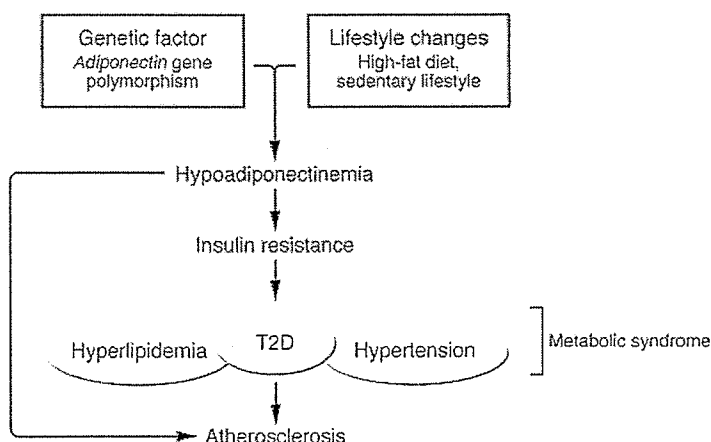 Genetic factor
Adiponectin gene
polymorphism
Lifestyle changes
High-fat diet,
sedentary lifestyle
Hypoadiponectinemia
Insulin resistance
Hyperlipidemia
T2D
Hypertension
Metabolic syndrome
Atherosclerosis